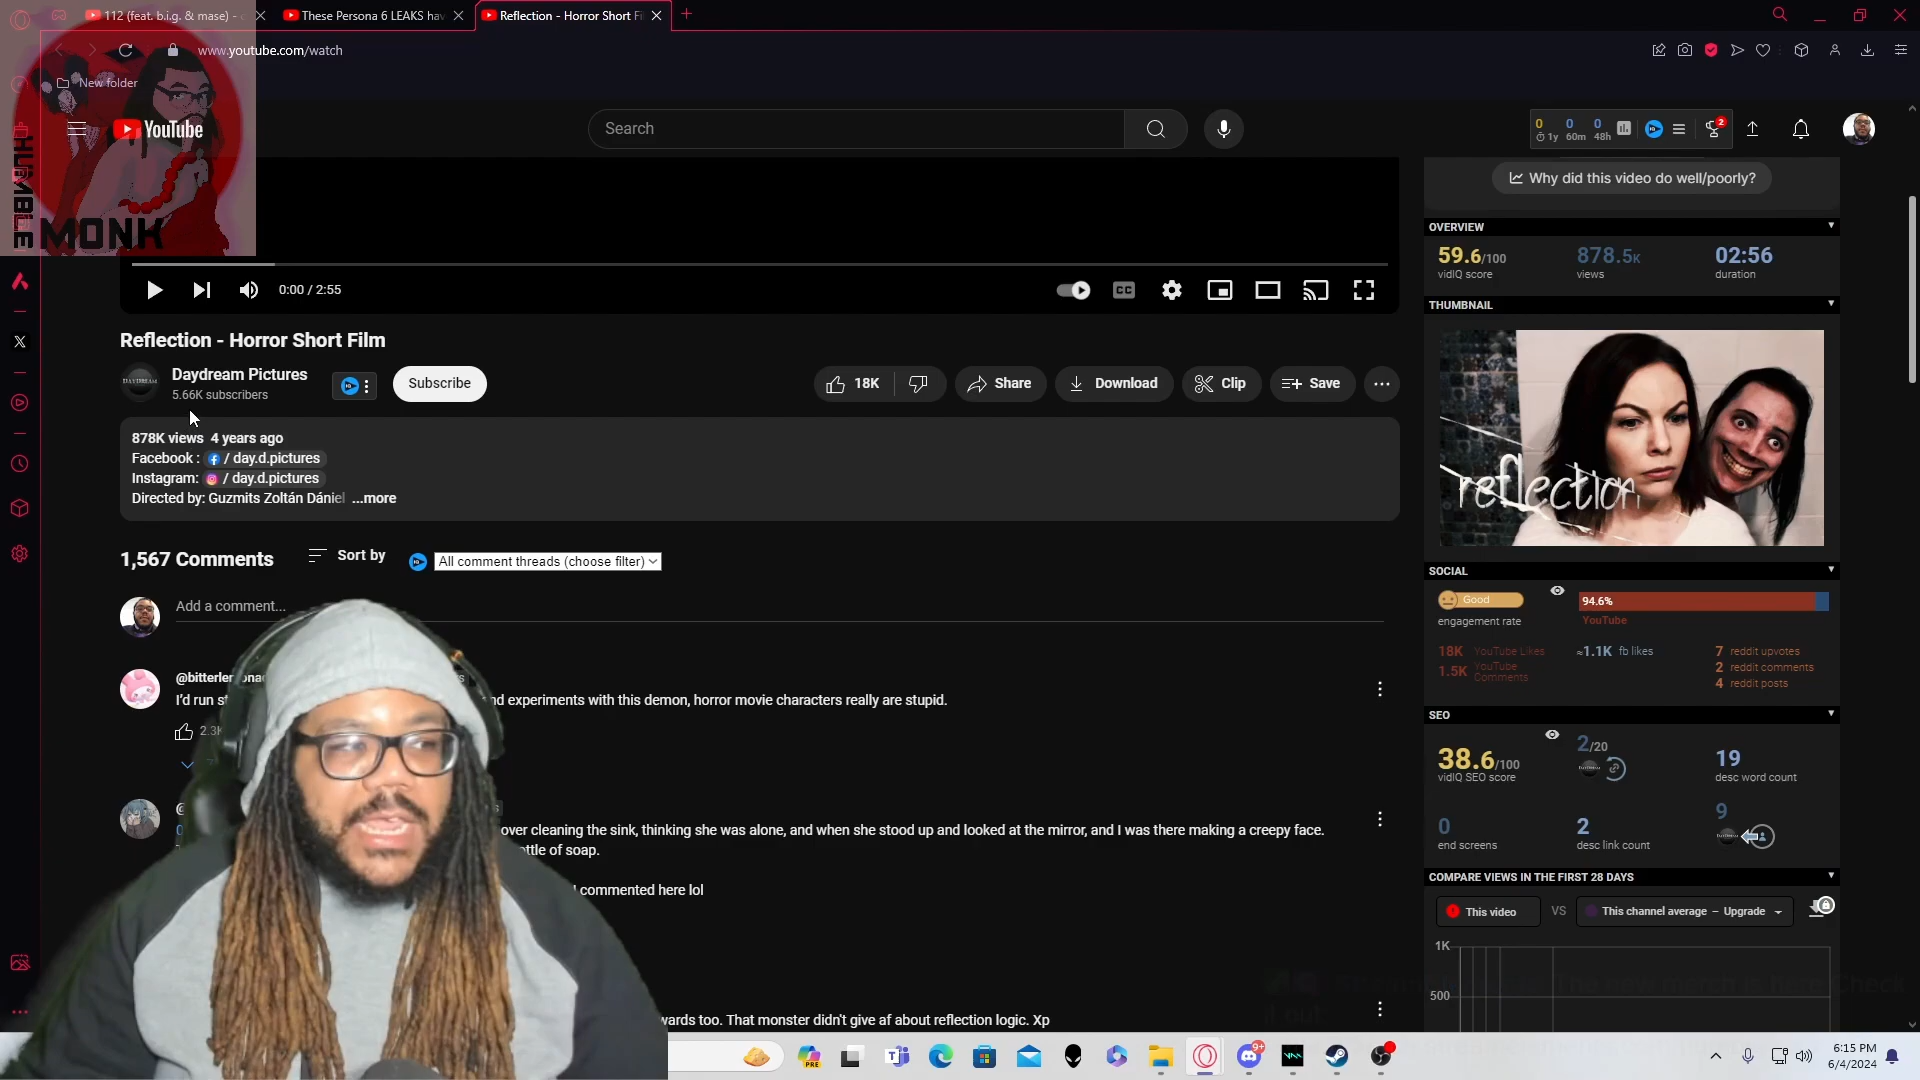 112 (feat. b.i.g. & mase) -
These Persona 6 LEAKS hav
Reflection - Horror Short Fi
www.youtube.com/watch
New folder
YouTube
Search
0
0
0
1y
60m
48h
2
HUMBLE
MONK
Why did this video do well/poorly?
OVERVIEW
59.6/100
878.5K
02:56
vidIQ score
views
duration
THUMBNAIL
reflection
0:00 / 2:55
CC
Reflection - Horror Short Film
DAYDREAM
Daydream Pictures
5.66K subscribers
Subscribe
18K
Share
Download
Clip
Save
878K views 4 years ago
Facebook : / day.d.pictures
Instagram: / day.d.pictures
Directed by: Guzmits Zoltán Dániel ...more
1,567 Comments
Sort by
All comment threads (choose filter)
Add a comment...
I'd run
and experiments with this demon, horror movie characters really are stupid.
over cleaning the sink, thinking she was alone, and when she stood up and looked at the mirror, and I was there making a creepy face.
of soap.
I commented here lol
too. That monster didn't give af about reflection logic. Xp
SOCIAL
Good
94.6%
engagement rate
YouTube
18K YouTube Likes
≈1.1K fb likes
7 reddit upvotes
1.5K YouTube Comments
2 reddit comments
4 reddit posts
SEO
38.6/100
2/20
19
vidIQ SEO score
desc word count
0
2
9
end screens
desc link count
COMPARE VIEWS IN THE FIRST 28 DAYS
This video
VS
This channel average – Upgrade
1K
500
PRE
9+
6:15 PM
6/4/2024